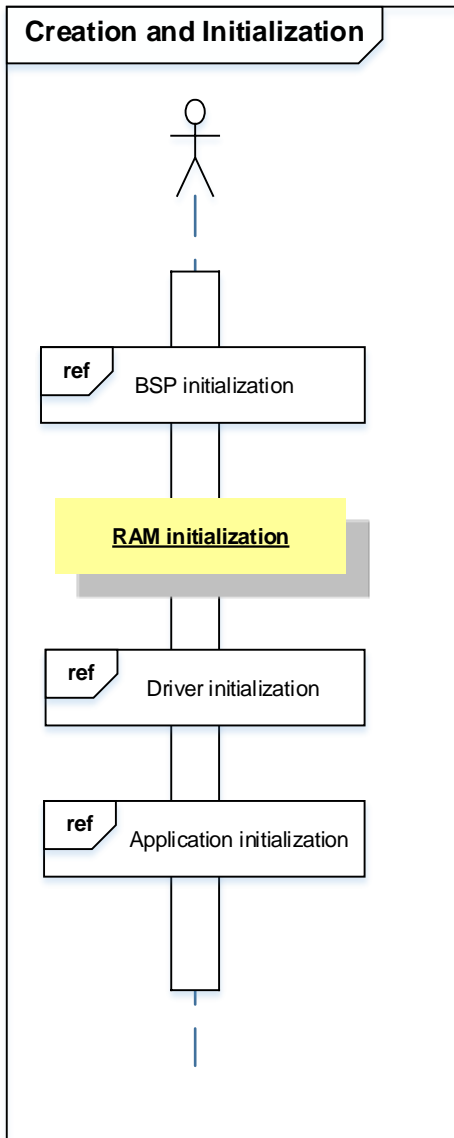 Creation and Initialization
ref
BSP initialization
RAM initialization
ref
Driver initialization
ref
Application initialization